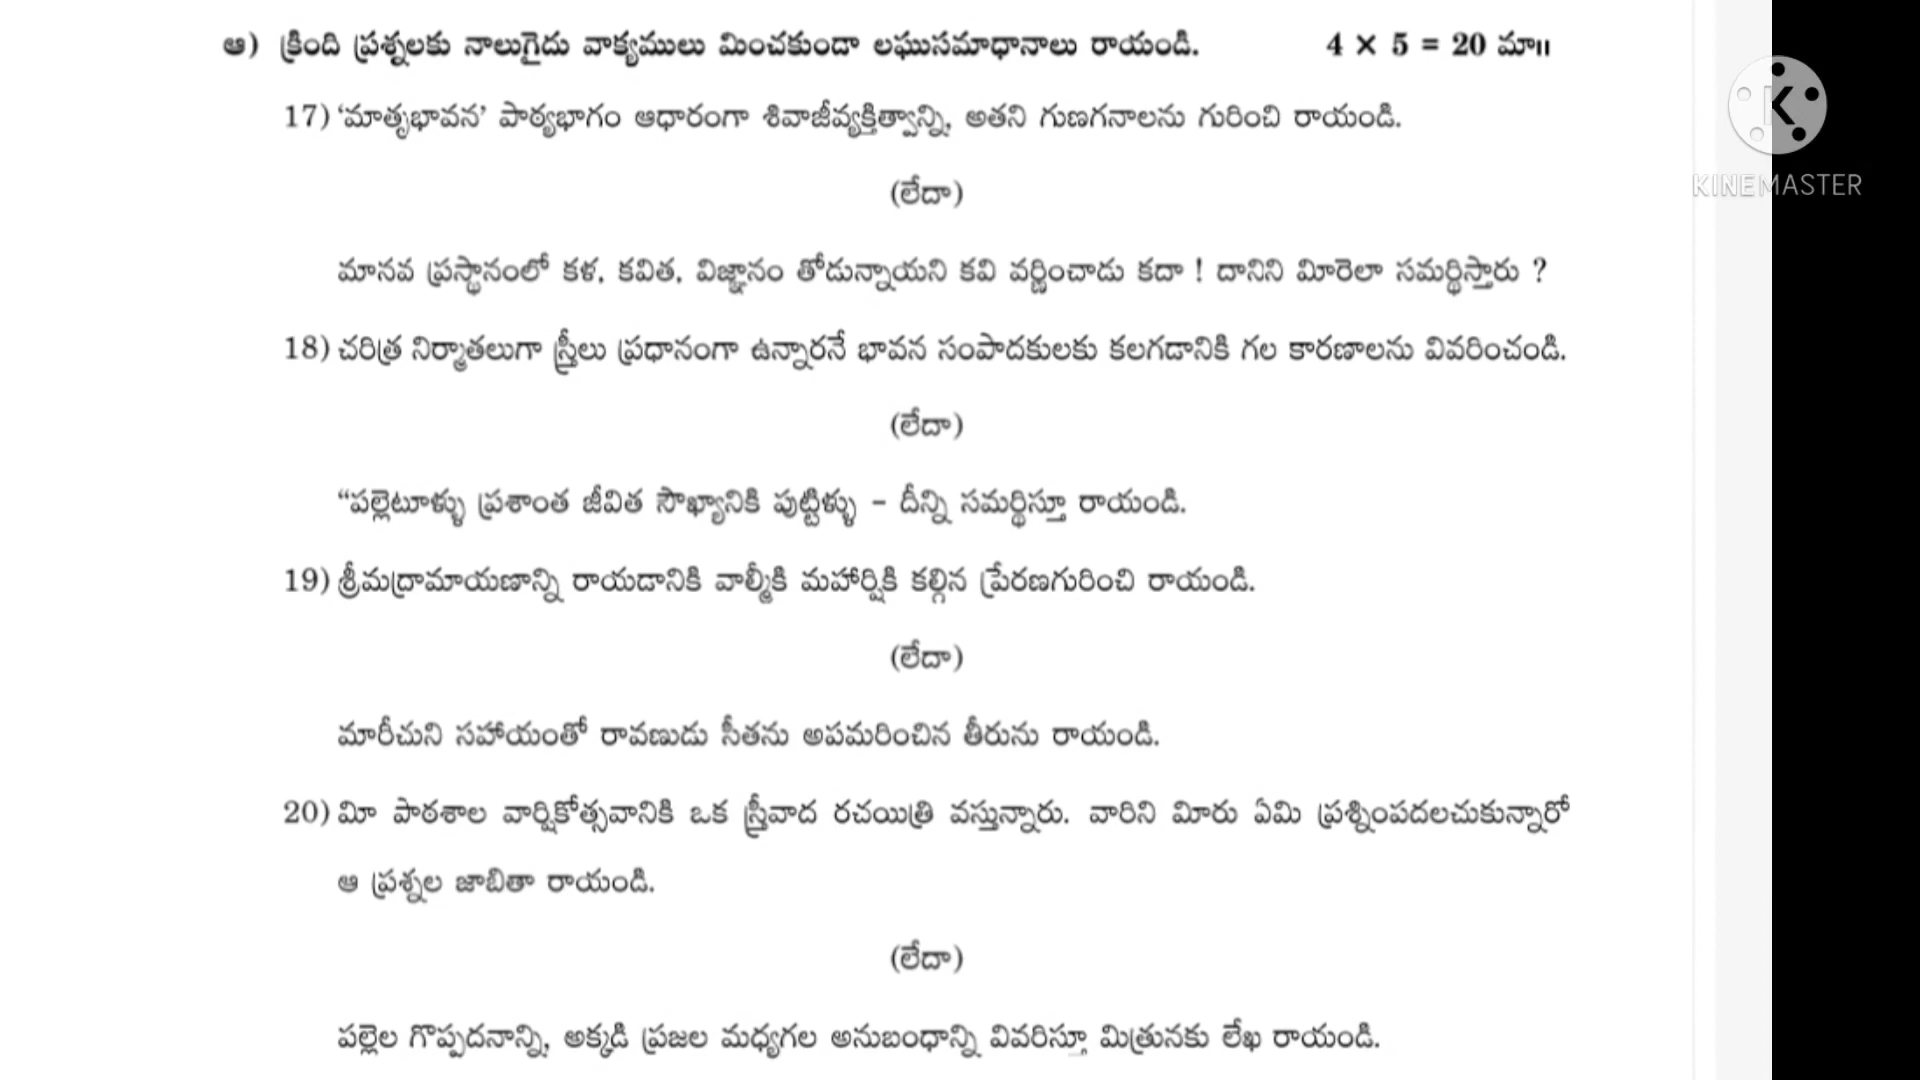 ఆ) క్రింది ప్రశ్నలకు నాలుగైదు వాక్యములు మించకుండా లఘుసమాధానాలు రాయండి. 4 × 5 = 20 మా॥
17) ‘మాతృభావన’ పాఠ్యభాగం ఆధారంగా శివాజీవ్యక్తిత్వాన్ని, అతని గుణగనాలను గురించి రాయండి.
(లేదా)
మానవ ప్రస్థానంలో కళ, కవిత, విజ్ఞానం తోడున్నాయని కవి వర్ణించాడు కదా ! దానిని మీరెలా సమర్థిస్తారు ?
18) చరిత్ర నిర్మాతలుగా స్త్రీలు ప్రధానంగా ఉన్నారనే భావన సంపాదకులకు కలగడానికి గల కారణాలను వివరించండి.
(లేదా)
“పల్లెటూళ్ళు ప్రశాంత జీవిత సౌఖ్యానికి పుట్టిళ్ళు – దీన్ని సమర్థిస్తూ రాయండి.
19) శ్రీమద్రామాయణాన్ని రాయడానికి వాల్మీకి మహార్షికి కల్గిన ప్రేరణగురించి రాయండి.
(లేదా)
మారీచుని సహాయంతో రావణుడు సీతను అపమరించిన తీరును రాయండి.
20) మీ పాఠశాల వార్షికోత్సవానికి ఒక స్త్రీవాద రచయిత్రి వస్తున్నారు. వారిని మీరు ఏమి ప్రశ్నింపదలచుకున్నారో
ఆ ప్రశ్నల జాబితా రాయండి.
(లేదా)
పల్లెల గొప్పదనాన్ని, అక్కడి ప్రజల మధ్యగల అనుబంధాన్ని వివరిస్తూ మిత్రునకు లేఖ రాయండి.
K
KINEMASTER